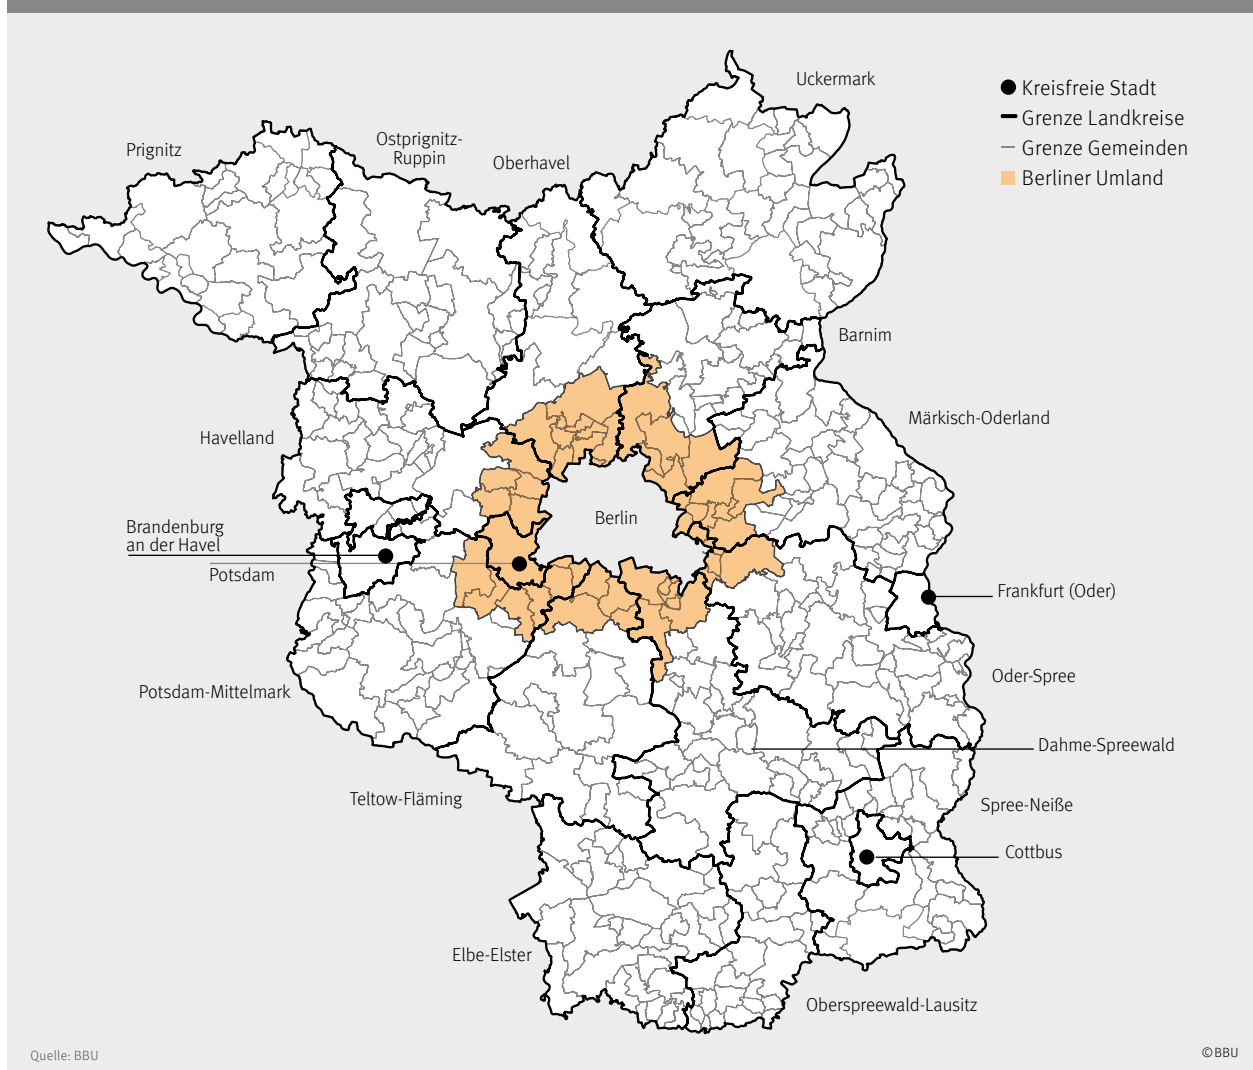 Uckermark
Kreisfreie Stadt
Grenze Landkreise
Grenze Gemeinden
Berliner Umland
Prignitz
Ostprignitz-
Ruppin
Oberhavel
Barnim
Märkisch-Oderland
Havelland
Berlin
Brandenburg
an der Havel
Potsdam
Frankfurt (Oder)
Oder-Spree
Potsdam-Mittelmark
Dahme-Spreewald
Teltow-Fläming
Spree-Neiße
Cottbus
Elbe-Elster
Oberspreewald-Lausitz
Quelle: BBU
© BBU